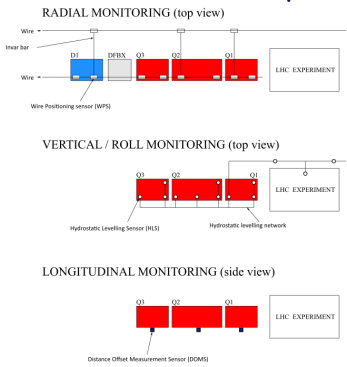 RADIAL MONITORING (top view)
Wire
Invar bar
D1 DFBX Q3 Q2 Q1
LHC EXPERIMENT
Wire
Wire Positioning sensor (WPS)
VERTICAL / ROLL MONITORING (top view)
Q3 Q2 Q1
LHC EXPERIMENT
Hydrostatic Levelling Sensor (HLS)
Hydrostatic levelling network
LONGITUDINAL MONITORING (side view)
Q3 Q2 Q1
LHC EXPERIMENT
Distance Offset Measurement Sensor (DOMS)